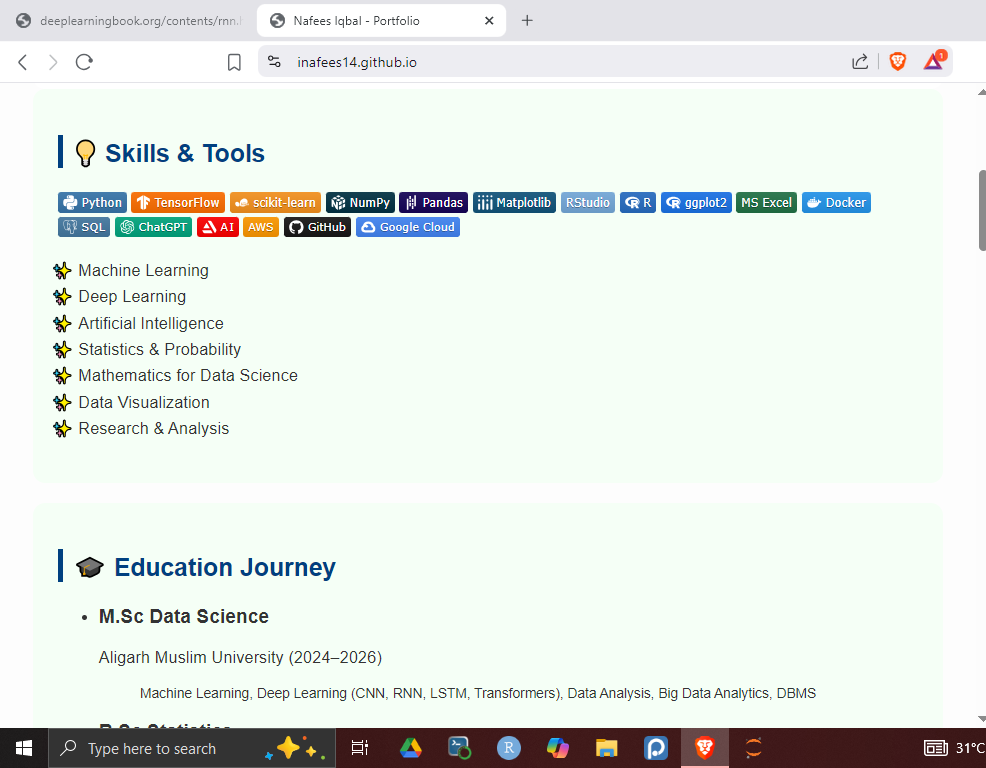 deeplearningbook.org/contents/rnn.
Nafees Iqbal - Portfolio
inafees14.github.io
1
Skills & Tools
Python TensorFlow scikit-learn NumPy Pandas Matplotlib RStudio R ggplot2 MS Excel Docker
SQL ChatGPT AI AWS GitHub Google Cloud
Machine Learning
Deep Learning
Artificial Intelligence
Statistics & Probability
Mathematics for Data Science
Data Visualization
Research & Analysis
Education Journey
• M.Sc Data Science
Aligarh Muslim University (2024–2026)
Machine Learning, Deep Learning (CNN, RNN, LSTM, Transformers), Data Analysis, Big Data Analytics, DBMS
B.Sc Statistics
Type here to search
R
31°C